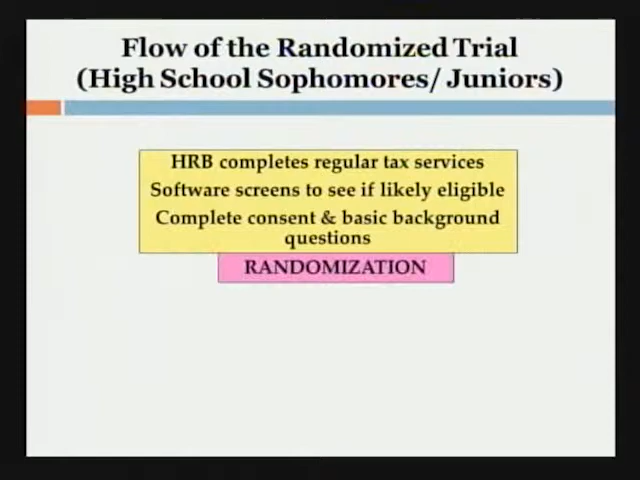 Flow of the Randomized Trial
(High School Sophomores/ Juniors)
HRB completes regular tax services
Software screens to see if likely eligible
Complete consent & basic background
questions
RANDOMIZATION